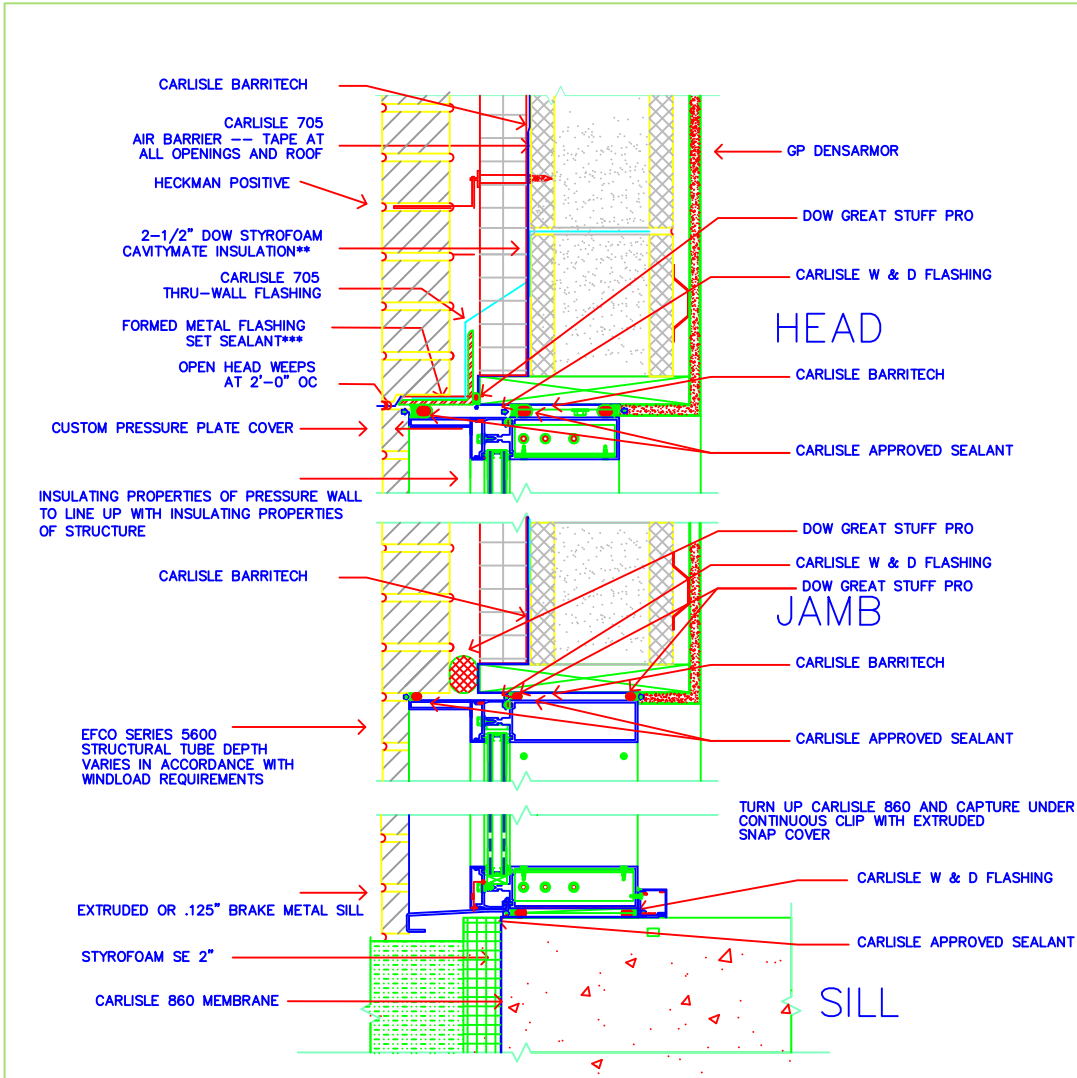 CARLISLE BARRITECH
CARLISLE 705
AIR BARRIER -- TAPE AT
ALL OPENINGS AND ROOF
HECKMAN POSITIVE
2-1/2" DOW STYROFOAM
CAVITYMATE INSULATION**
CARLISLE 705
THRU-WALL FLASHING
FORMED METAL FLASHING
SET SEALANT***
OPEN HEAD WEEPS
AT 2'-0" OC
CUSTOM PRESSURE PLATE COVER
INSULATING PROPERTIES OF PRESSURE WALL
TO LINE UP WITH INSULATING PROPERTIES
OF STRUCTURE
GP DENSARMOR
DOW GREAT STUFF PRO
CARLISLE W & D FLASHING
HEAD
CARLISLE BARRITECH
CARLISLE APPROVED SEALANT
CARLISLE BARRITECH
DOW GREAT STUFF PRO
CARLISLE W & D FLASHING
DOW GREAT STUFF PRO
JAMB
CARLISLE BARRITECH
CARLISLE APPROVED SEALANT
EFCO SERIES 5600
STRUCTURAL TUBE DEPTH
VARIES IN ACCORDANCE WITH
WINDLOAD REQUIREMENTS
TURN UP CARLISLE 860 AND CAPTURE UNDER
CONTINUOUS CLIP WITH EXTRUDED
SNAP COVER
CARLISLE W & D FLASHING
EXTRUDED OR .125" BRAKE METAL SILL
CARLISLE APPROVED SEALANT
STYROFOAM SE 2"
CARLISLE 860 MEMBRANE
SILL